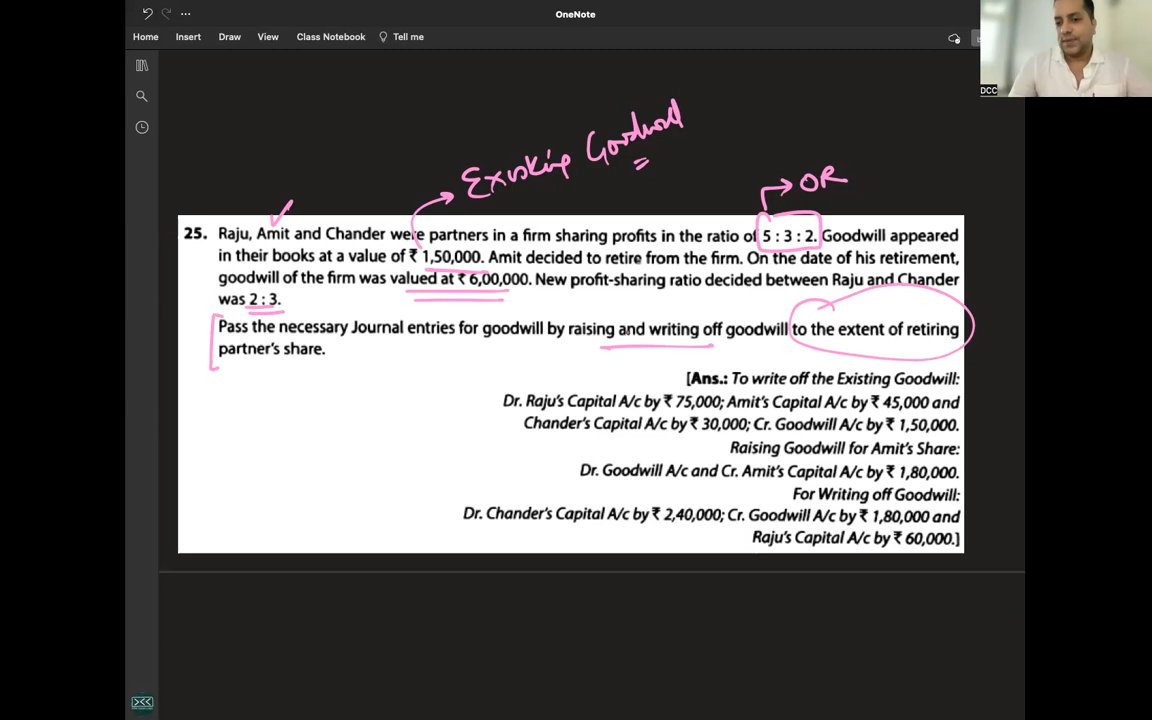 OneNote
Home Insert Draw View Class Notebook Tell me
DCC
Existing Goodwill
OR
25. Raju, Amit and Chander were partners in a firm sharing profits in the ratio of 5 : 3 : 2. Goodwill appeared
in their books at a value of ₹ 1,50,000. Amit decided to retire from the firm. On the date of his retirement,
goodwill of the firm was valued at ₹ 6,00,000. New profit-sharing ratio decided between Raju and Chander
was 2 : 3.
Pass the necessary Journal entries for goodwill by raising and writing off goodwill to the extent of retiring
partner's share.
[Ans.: To write off the Existing Goodwill:
Dr. Raju's Capital A/c by ₹ 75,000; Amit's Capital A/c by ₹ 45,000 and
Chander's Capital A/c by ₹ 30,000; Cr. Goodwill A/c by ₹ 1,50,000.
Raising Goodwill for Amit's Share:
Dr. Goodwill A/c and Cr. Amit's Capital A/c by ₹ 1,80,000.
For Writing off Goodwill:
Dr. Chander's Capital A/c by ₹ 2,40,000; Cr. Goodwill A/c by ₹ 1,80,000 and
Raju's Capital A/c by ₹ 60,000.]